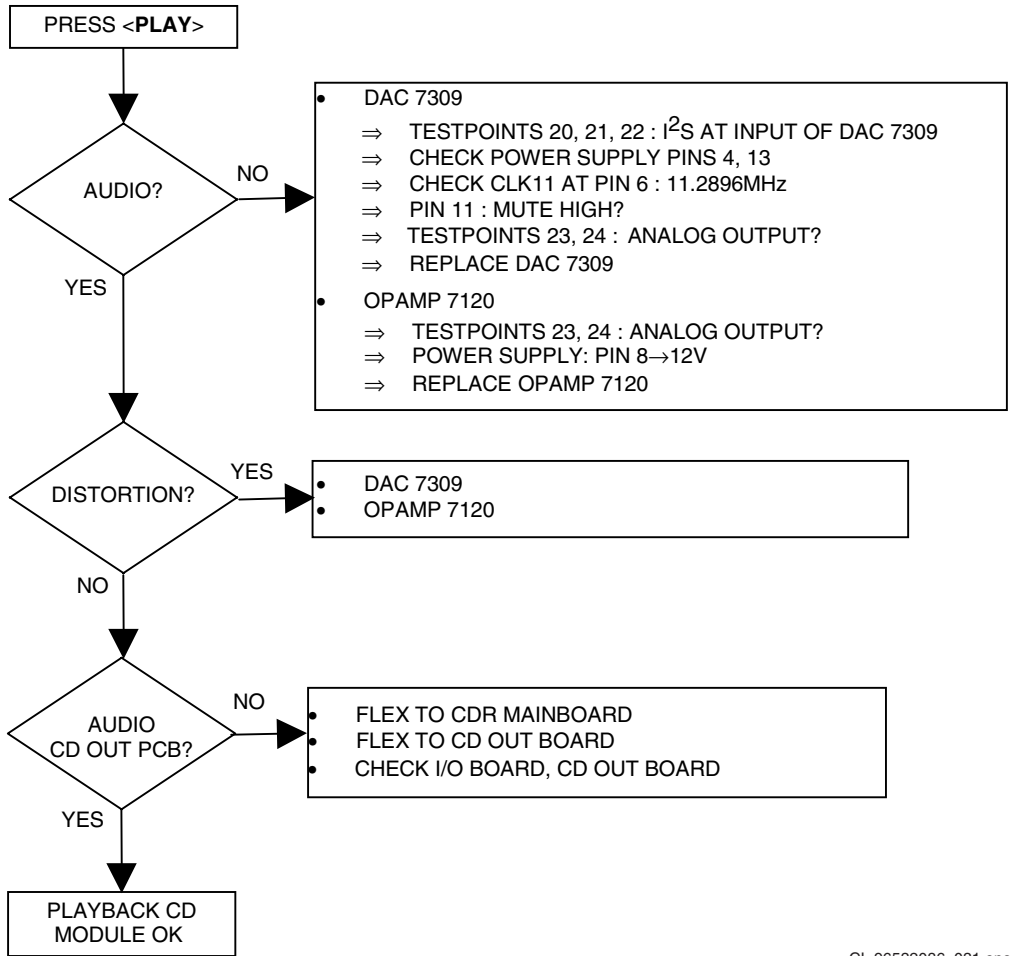 PRESS <PLAY>
AUDIO?
NO
YES
• DAC 7309
⇒ TESTPOINTS 20, 21, 22 : I²S AT INPUT OF DAC 7309
⇒ CHECK POWER SUPPLY PINS 4, 13
⇒ CHECK CLK11 AT PIN 6 : 11.2896MHz
⇒ PIN 11 : MUTE HIGH?
⇒ TESTPOINTS 23, 24 : ANALOG OUTPUT?
⇒ REPLACE DAC 7309
• OPAMP 7120
⇒ TESTPOINTS 23, 24 : ANALOG OUTPUT?
⇒ POWER SUPPLY: PIN 8→12V
⇒ REPLACE OPAMP 7120
DISTORTION?
YES
NO
• DAC 7309
• OPAMP 7120
AUDIO
CD OUT PCB?
NO
YES
• FLEX TO CDR MAINBOARD
• FLEX TO CD OUT BOARD
• CHECK I/O BOARD, CD OUT BOARD
PLAYBACK CD
MODULE OK